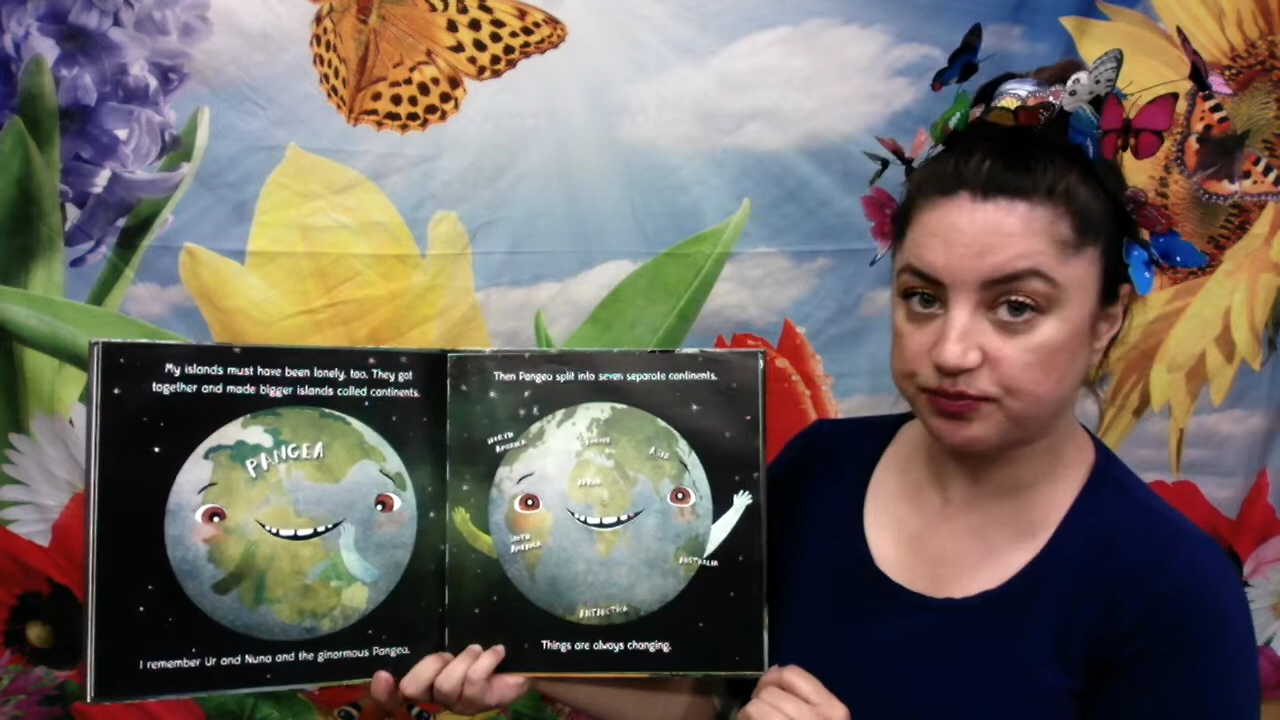 My islands must have been lonely, too. They got
together and made bigger islands called continents.
PANGEA
I remember Ur and Nuna and the ginormous Pangea.
Then Pangea split into seven separate continents.
NORTH
AMERICA
EUROPE
ASIA
AFRICA
SOUTH
AMERICA
AUSTRALIA
ANTARCTICA
Things are always changing.